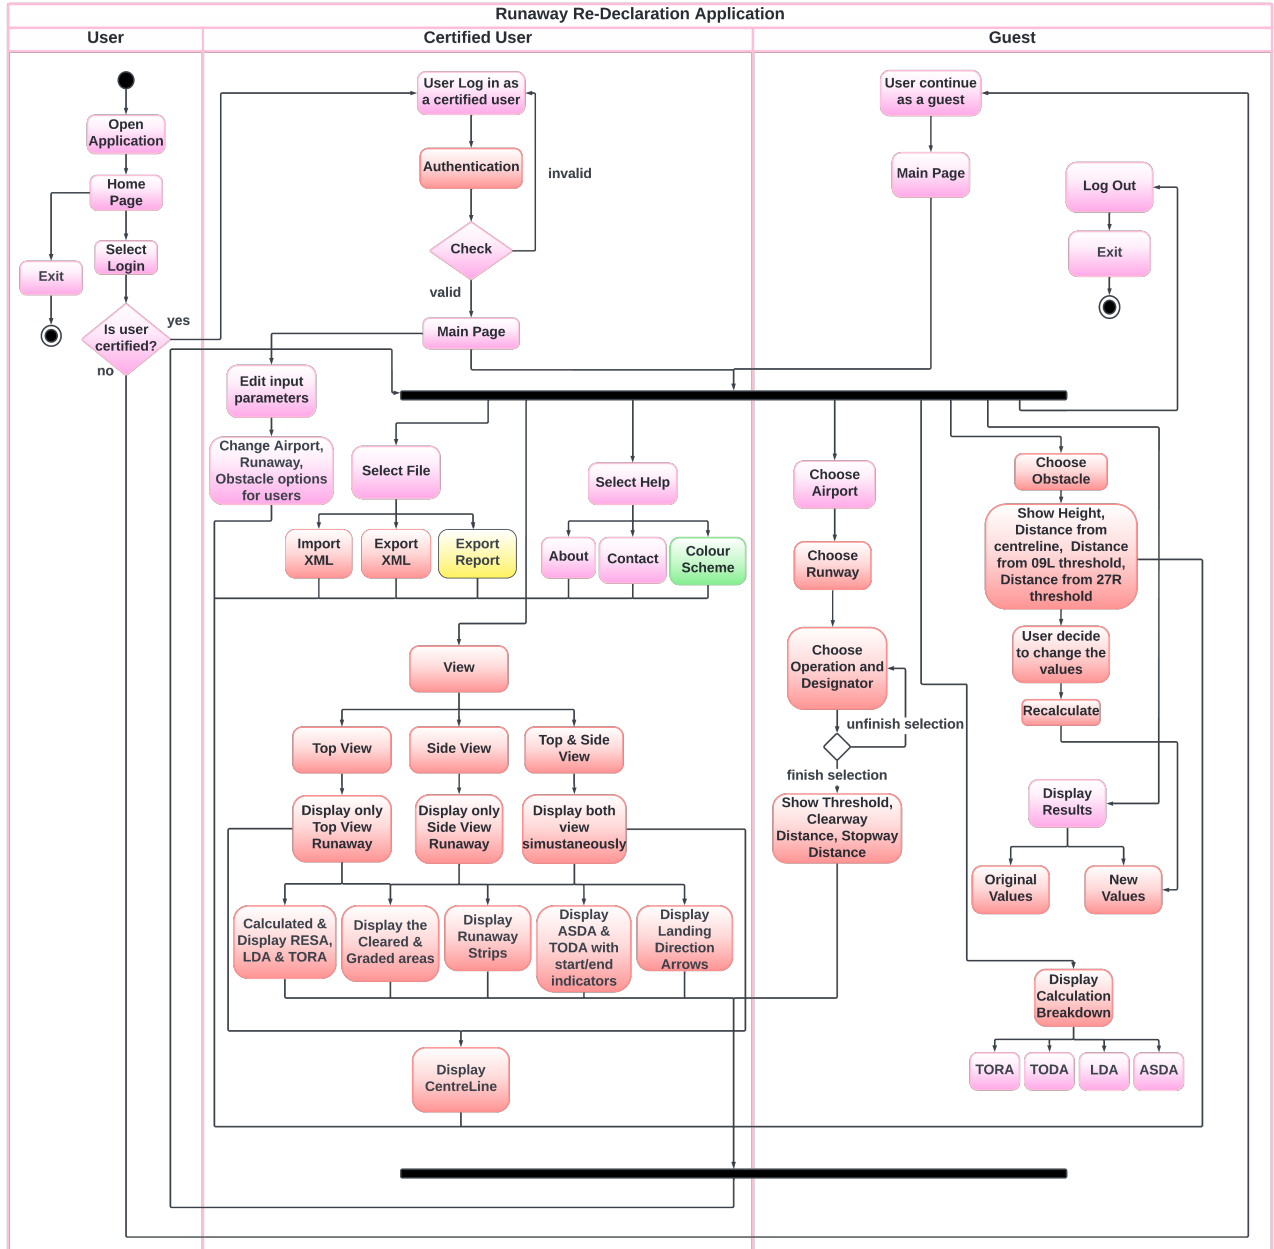 Runaway Re-Declaration Application
User
Certified User
Guest
Open
Application
Home
Page
Select
Login
Exit
Is user
certified?
yes
no
User Log in as
a certified user
Authentication
invalid
Check
valid
Main Page
Edit input
parameters
Change Airport,
Runaway,
Obstacle options
for users
Select File
Import
XML
Export
XML
Export
Report
Select Help
About
Contact
Colour
Scheme
View
Top View
Side View
Top & Side
View
Display only
Top View
Runaway
Display only
Side View
Runaway
Display both
view
simustaneously
Calculated &
Display RESA,
LDA & TORA
Display the
Cleared &
Graded areas
Display
Runaway
Strips
Display
ASDA &
TODA with
start/end
indicators
Display
Landing
Direction
Arrows
Display
CentreLine
User continue
as a guest
Main Page
Log Out
Exit
Choose
Airport
Choose
Runway
Choose
Operation and
Designator
unfinish selection
finish selection
Show Threshold,
Clearway
Distance, Stopway
Distance
Choose
Obstacle
Show Height,
Distance from
centreline, Distance
from 09L threshold,
Distance from 27R
threshold
User decide
to change the
values
Recalculate
Display
Results
Original
Values
New
Values
Display
Calculation
Breakdown
TORA
TODA
LDA
ASDA